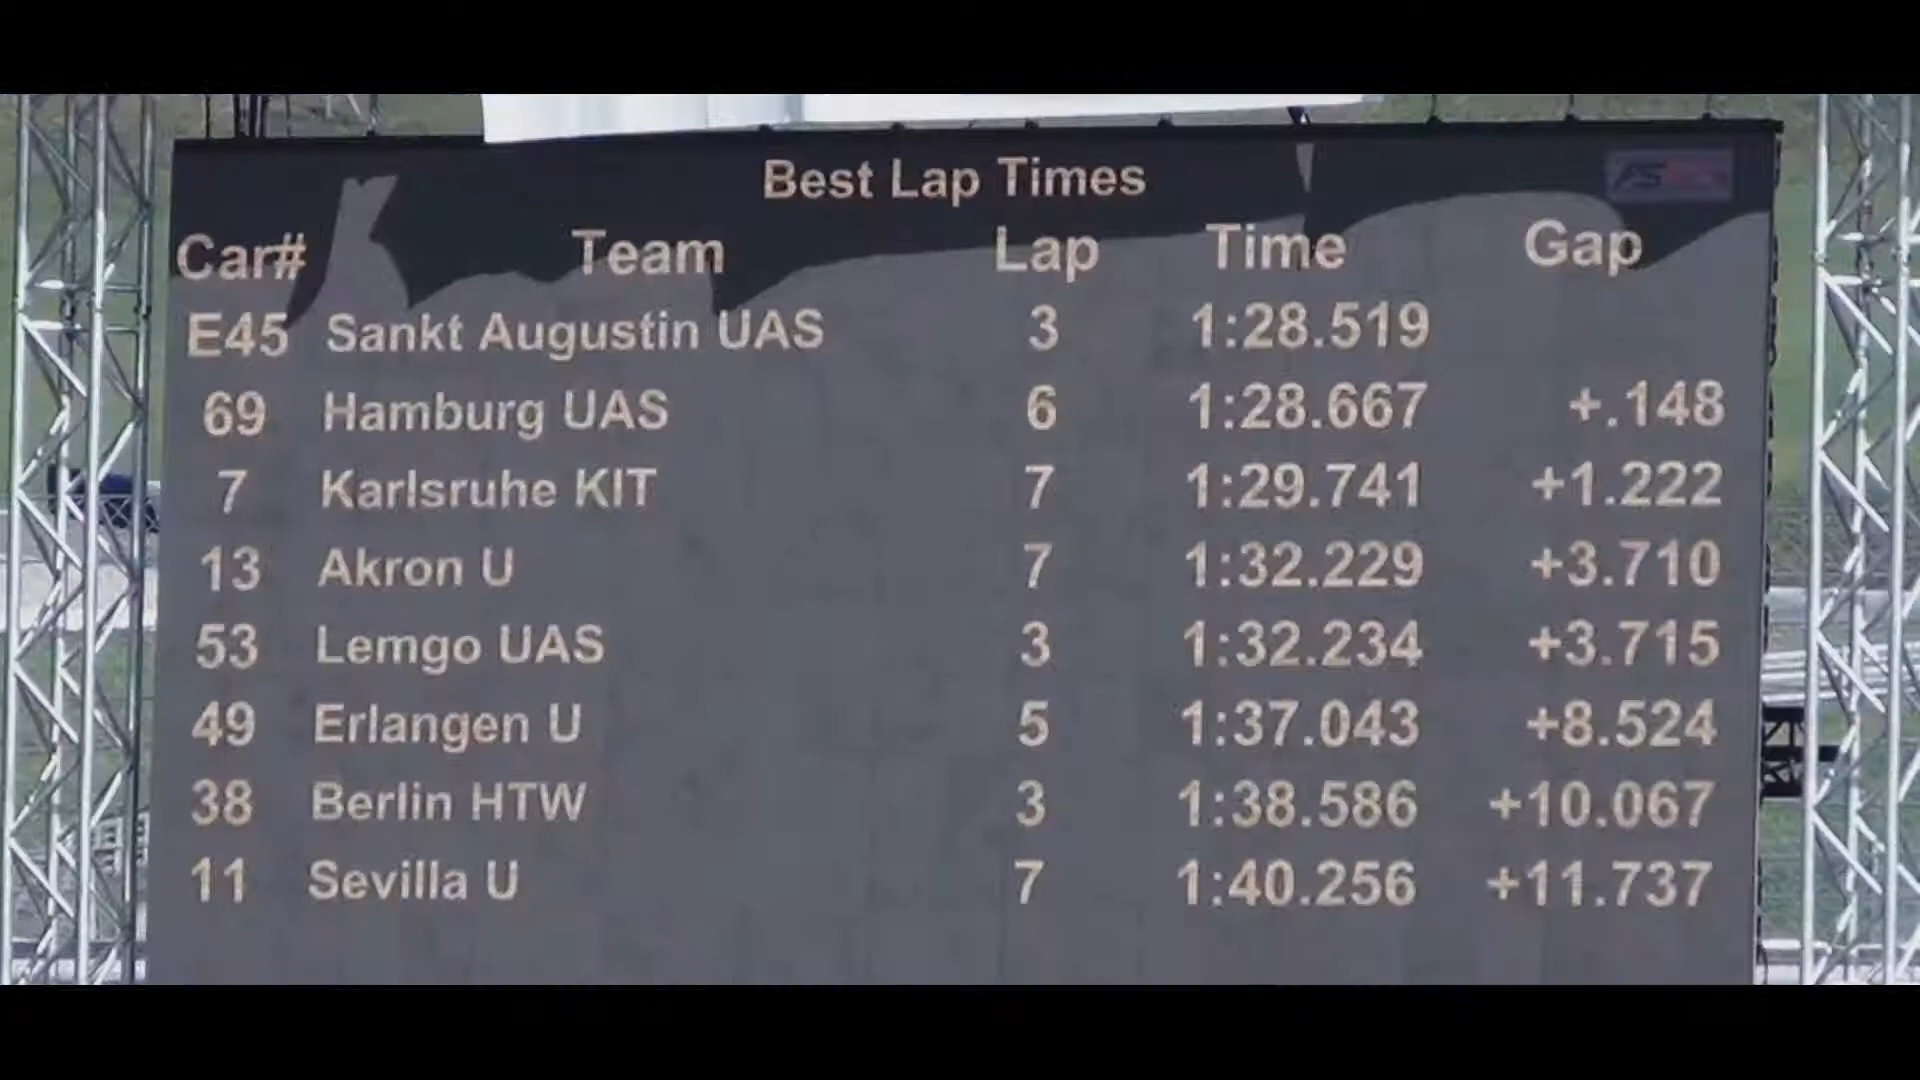 Best Lap Times
FS
Car# Team Lap Time Gap
E45 Sankt Augustin UAS 3 1:28.519
69 Hamburg UAS 6 1:28.667 +.148
7 Karlsruhe KIT 7 1:29.741 +1.222
13 Akron U 7 1:32.229 +3.710
53 Lemgo UAS 3 1:32.234 +3.715
49 Erlangen U 5 1:37.043 +8.524
38 Berlin HTW 3 1:38.586 +10.067
11 Sevilla U 7 1:40.256 +11.737